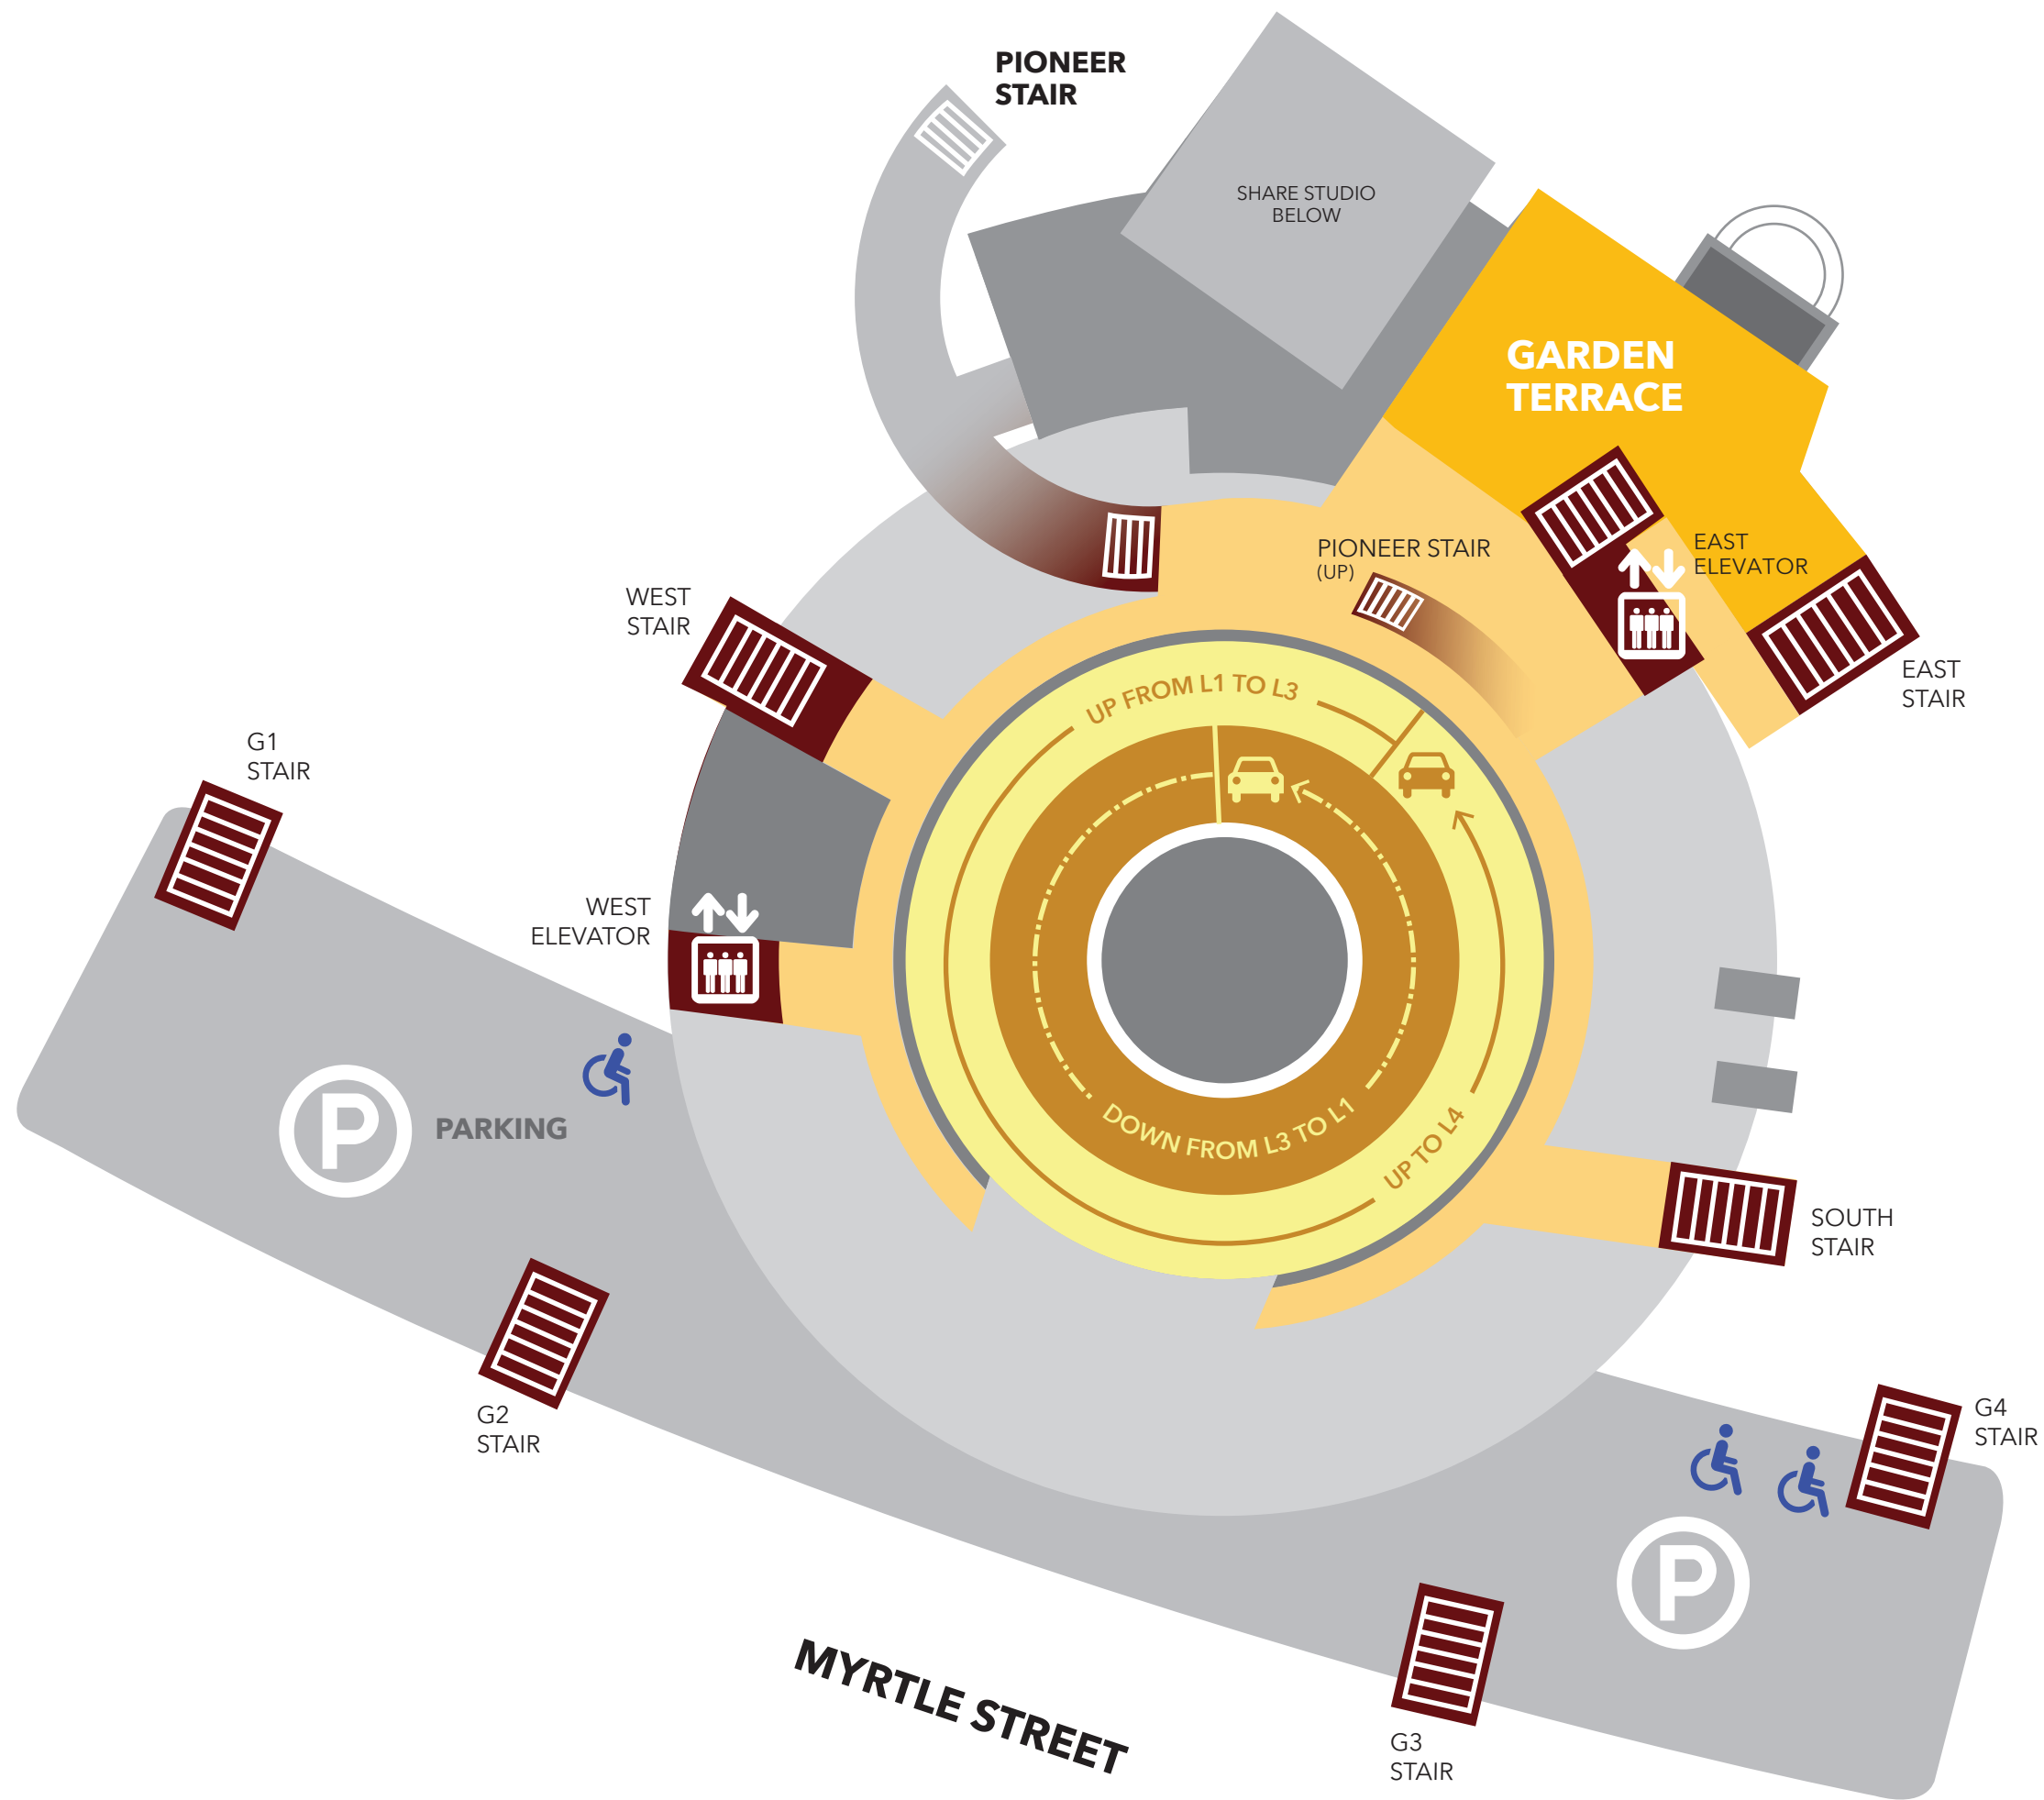 PIONEER
STAIR
SHARE STUDIO
BELOW
GARDEN
TERRACE
PIONEER STAIR
(UP)
EAST
ELEVATOR
WEST
STAIR
EAST
STAIR
UP FROM L1 TO L3
G1
STAIR
WEST
ELEVATOR
DOWN FROM L3 TO L1
UP TO L4
P
PARKING
SOUTH
STAIR
G2
STAIR
G4
STAIR
P
MYRTLE STREET
G3
STAIR